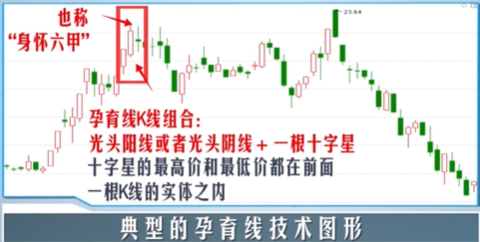 也称
“身怀六甲”
23.64
孕育线K线组合：
光头阳线或者光头阴线 + 一根十字星
十字星的最高价和最低价都在前面
一根K线的实体之内
典型的孕育线技术图形